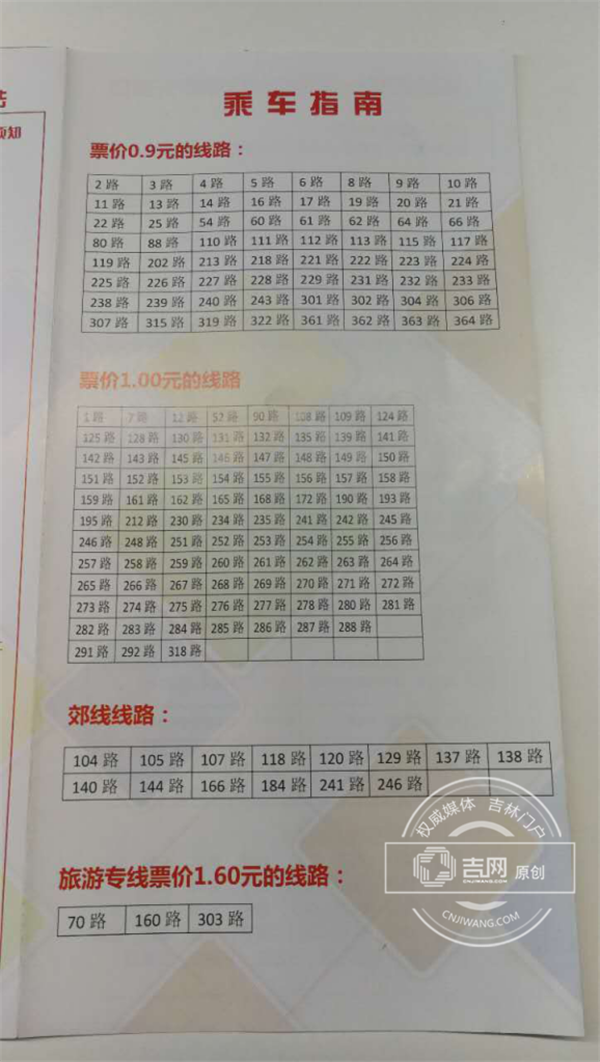 乘车指南
须知
票价0.9元的线路：
2 路 3 路 4 路 5 路 6 路 8 路 9 路 10 路
11 路 13 路 14 路 16 路 17 路 19 路 20 路 21 路
22 路 25 路 54 路 60 路 61 路 62 路 64 路 66 路
80 路 88 路 110 路 111 路 112 路 113 路 115 路 117 路
119 路 202 路 213 路 218 路 221 路 222 路 223 路 224 路
225 路 226 路 227 路 228 路 229 路 231 路 232 路 233 路
238 路 239 路 240 路 243 路 301 路 302 路 304 路 306 路
307 路 315 路 319 路 322 路 361 路 362 路 363 路 364 路
票价1.00元的线路
1 路 7 路 12 路 52 路 90 路 108 路 109 路 124 路
125 路 128 路 130 路 131 路 132 路 135 路 139 路 141 路
142 路 143 路 145 路 146 路 147 路 148 路 149 路 150 路
151 路 152 路 153 路 154 路 155 路 156 路 157 路 158 路
159 路 161 路 162 路 165 路 168 路 172 路 190 路 193 路
195 路 212 路 230 路 234 路 235 路 241 路 242 路 245 路
246 路 248 路 251 路 252 路 253 路 254 路 255 路 256 路
257 路 258 路 259 路 260 路 261 路 262 路 263 路 264 路
265 路 266 路 267 路 268 路 269 路 270 路 271 路 272 路
273 路 274 路 275 路 276 路 277 路 278 路 280 路 281 路
282 路 283 路 284 路 285 路 286 路 287 路 288 路
291 路 292 路 318 路
郊线线路：
104 路 105 路 107 路 118 路 120 路 129 路 137 路 138 路
140 路 144 路 166 路 184 路 241 路 246 路
权威媒体 吉林门户
吉网 原创
CNJIWANG.COM
CNJIWANG.COM
旅游专线票价1.60元的线路：
70 路 160 路 303 路